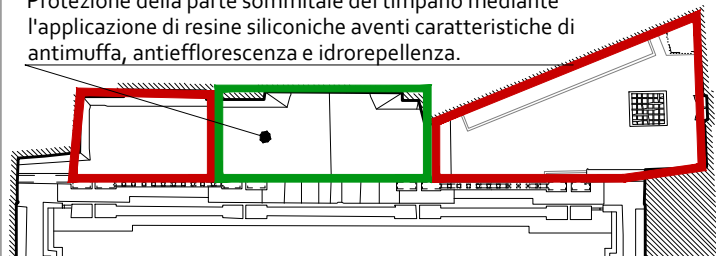 Protezione della parte sommitale del timpano mediante
l'applicazione di resine siliconiche aventi caratteristiche di
antimuffa, antiefflorescenza e idrorepellenza.